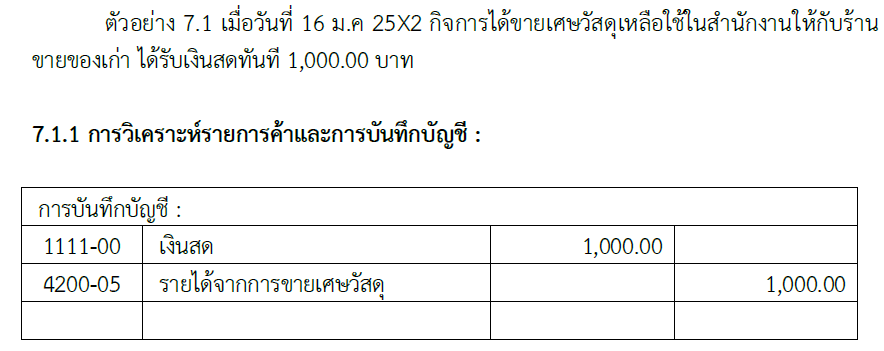 ตัวอย่าง 7.1 เมื่อวันที่ 16 ม.ค 25X2 กิจการได้ขายเศษวัสดุเหลือใช้ในสำนักงานให้กับร้าน
ขายของเก่า ได้รับเงินสดทันที 1,000.00 บาท
7.1.1 การวิเคราะห์รายการค้าและการบันทึกบัญชี :
การบันทึกบัญชี :
1111-00 เงินสด 1,000.00
4200-05 รายได้จากการขายเศษวัสดุ 1,000.00